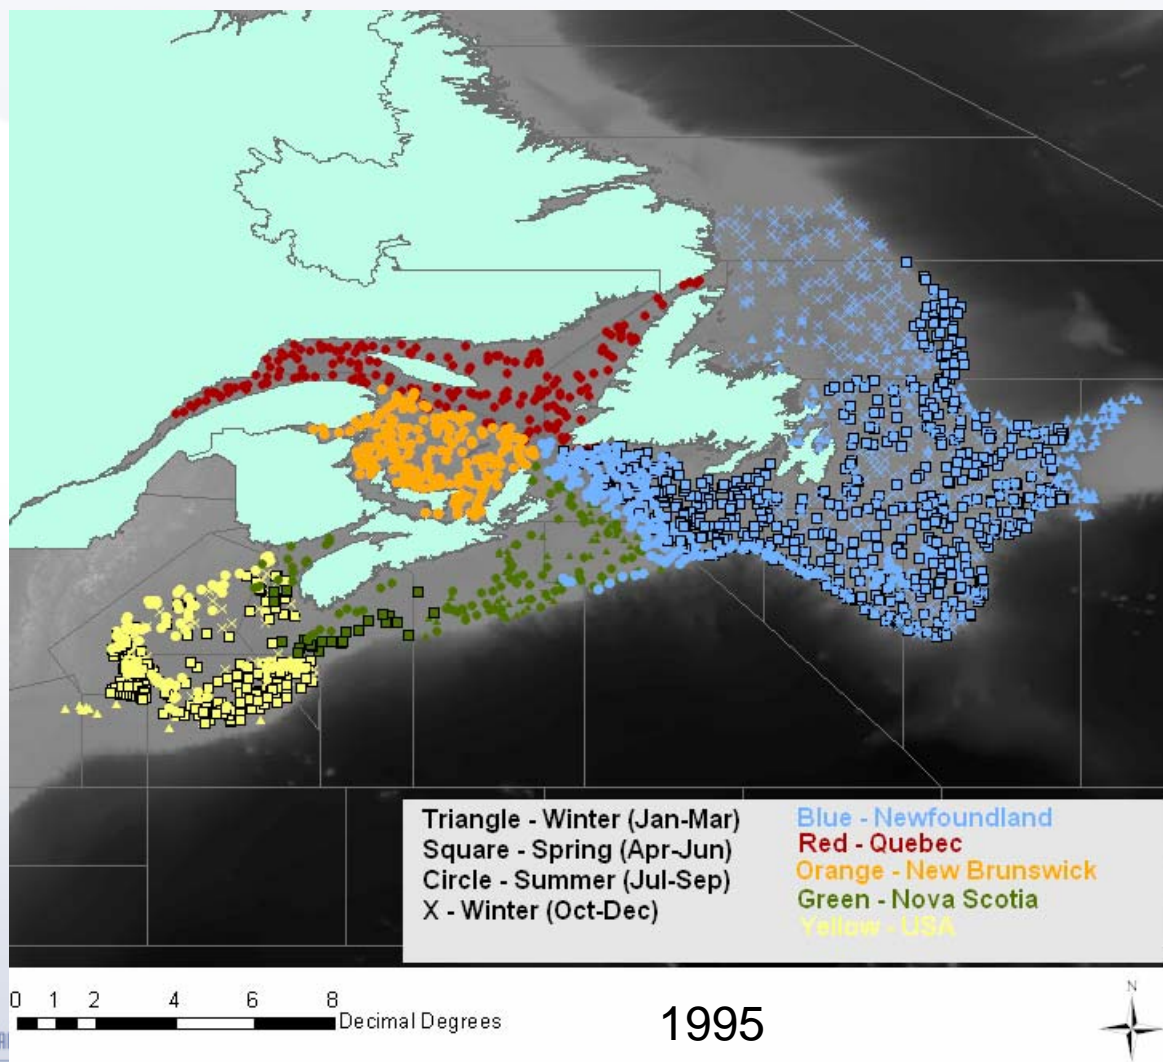 Triangle - Winter (Jan-Mar)
Square - Spring (Apr-Jun)
Circle - Summer (Jul-Sep)
X - Winter (Oct-Dec)
Blue - Newfoundland
Red - Quebec
Orange - New Brunswick
Green - Nova Scotia
Yellow - USA
0 1 2 4 6 8
Decimal Degrees
1995
N